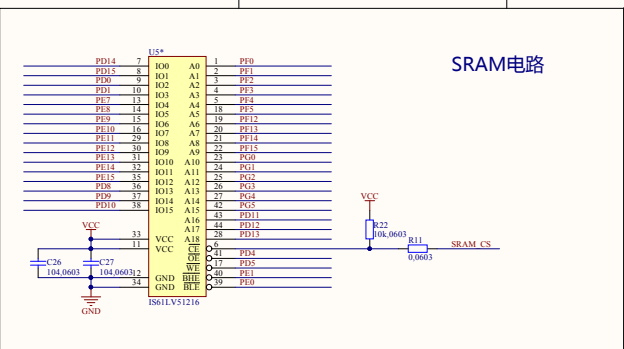 SRAM电路
U5*
PD14 7 IO0 A0 1 PF0
PD15 8 IO1 A1 2 PF1
PD0 9 IO2 A2 3 PF2
PD1 10 IO3 A3 4 PF3
PE7 13 IO4 A4 5 PF4
PE8 14 IO5 A5 18 PF5
PE9 15 IO6 A6 19 PF12
PE10 16 IO7 A7 20 PF13
PE11 29 IO8 A8 21 PF14
PE12 30 IO9 A9 22 PF15
PE13 31 IO10 A10 23 PG0
PE14 32 IO11 A11 24 PG1
PE15 35 IO12 A12 25 PG2
PD8 36 IO13 A13 26 PG3
PD9 37 IO14 A14 27 PG4
PD10 38 IO15 A15 42 PG5
A16 43 PD11
A17 44 PD12
A18 28 PD13
VCC
33 VCC CE 6
11 VCC OE 41 PD4
WE 17 PD5
12 GND BHE 40 PE1
34 GND BLE 39 PE0
C26
104,0603
C27
104,0603
GND
IS61LV51216
VCC
R22
10k,0603
R11
0,0603
SRAM_CS